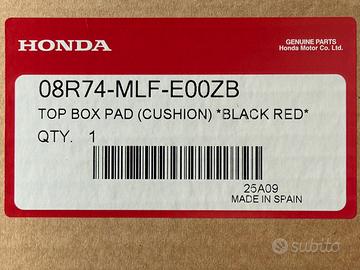 HONDA
GENUINE PARTS
Honda Motor Co. Ltd.
08R74-MLF-E00ZB
TOP BOX PAD (CUSHION) *BLACK RED*
QTY. 1
25A09
MADE IN SPAIN
subito